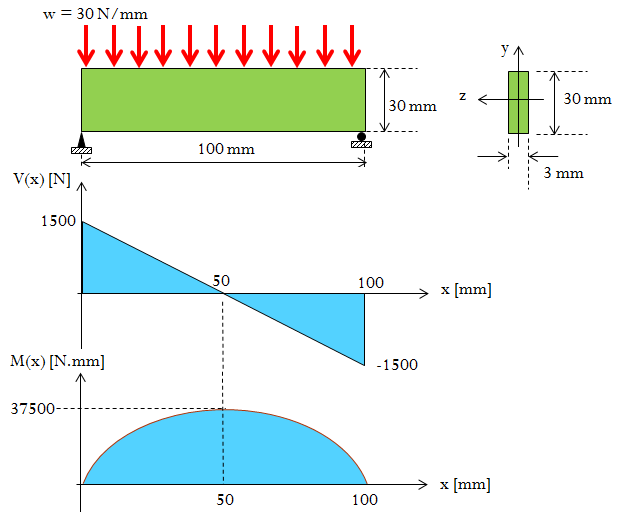 w = 30 N/mm
30 mm
100 mm
y
z
30 mm
3 mm
V(x) [N]
1500
50
100
x [mm]
-1500
M(x) [N.mm]
37500
x [mm]
50
100